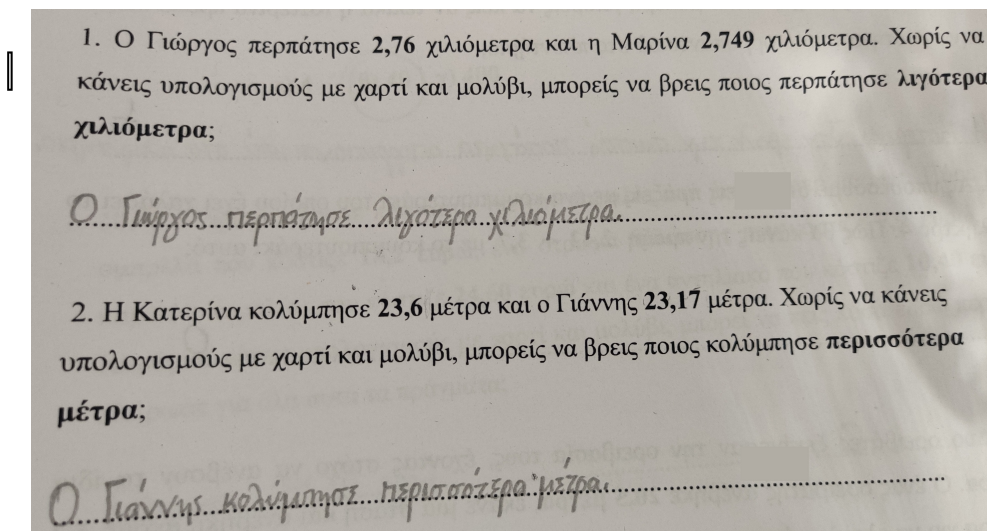 1. Ο Γιώργος περπάτησε 2,76 χιλιόμετρα και η Μαρίνα 2,749 χιλιόμετρα. Χωρίς να
κάνεις υπολογισμούς με χαρτί και μολύβι, μπορείς να βρεις ποιος περπάτησε λιγότερα
χιλιόμετρα;
Ο Γιώργος περπάτησε λιγότερα χιλιόμετρα.
2. Η Κατερίνα κολύμπησε 23,6 μέτρα και ο Γιάννης 23,17 μέτρα. Χωρίς να κάνεις
υπολογισμούς με χαρτί και μολύβι, μπορείς να βρεις ποιος κολύμπησε περισσότερα
μέτρα;
Ο Γιάννης κολύμπησε περισσότερα μέτρα.